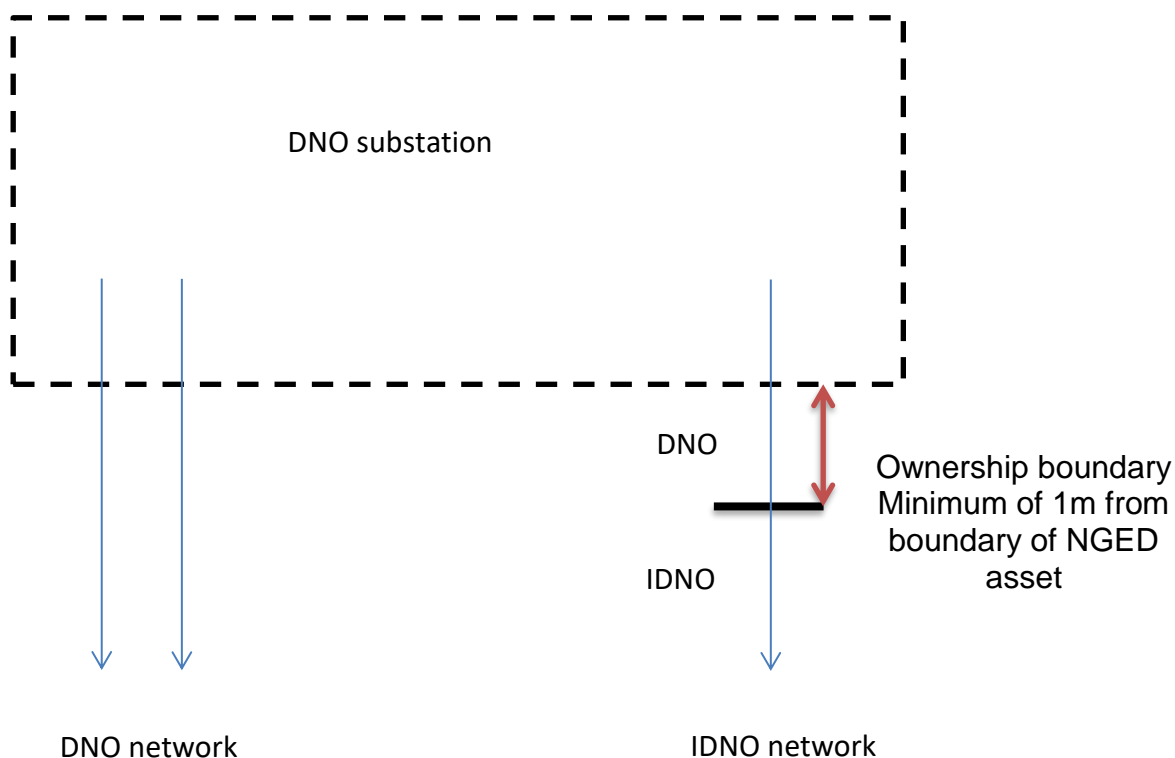 DNO substation
DNO
Ownership boundary
Minimum of 1m from
boundary of NGED
asset
IDNO
DNO network
IDNO network